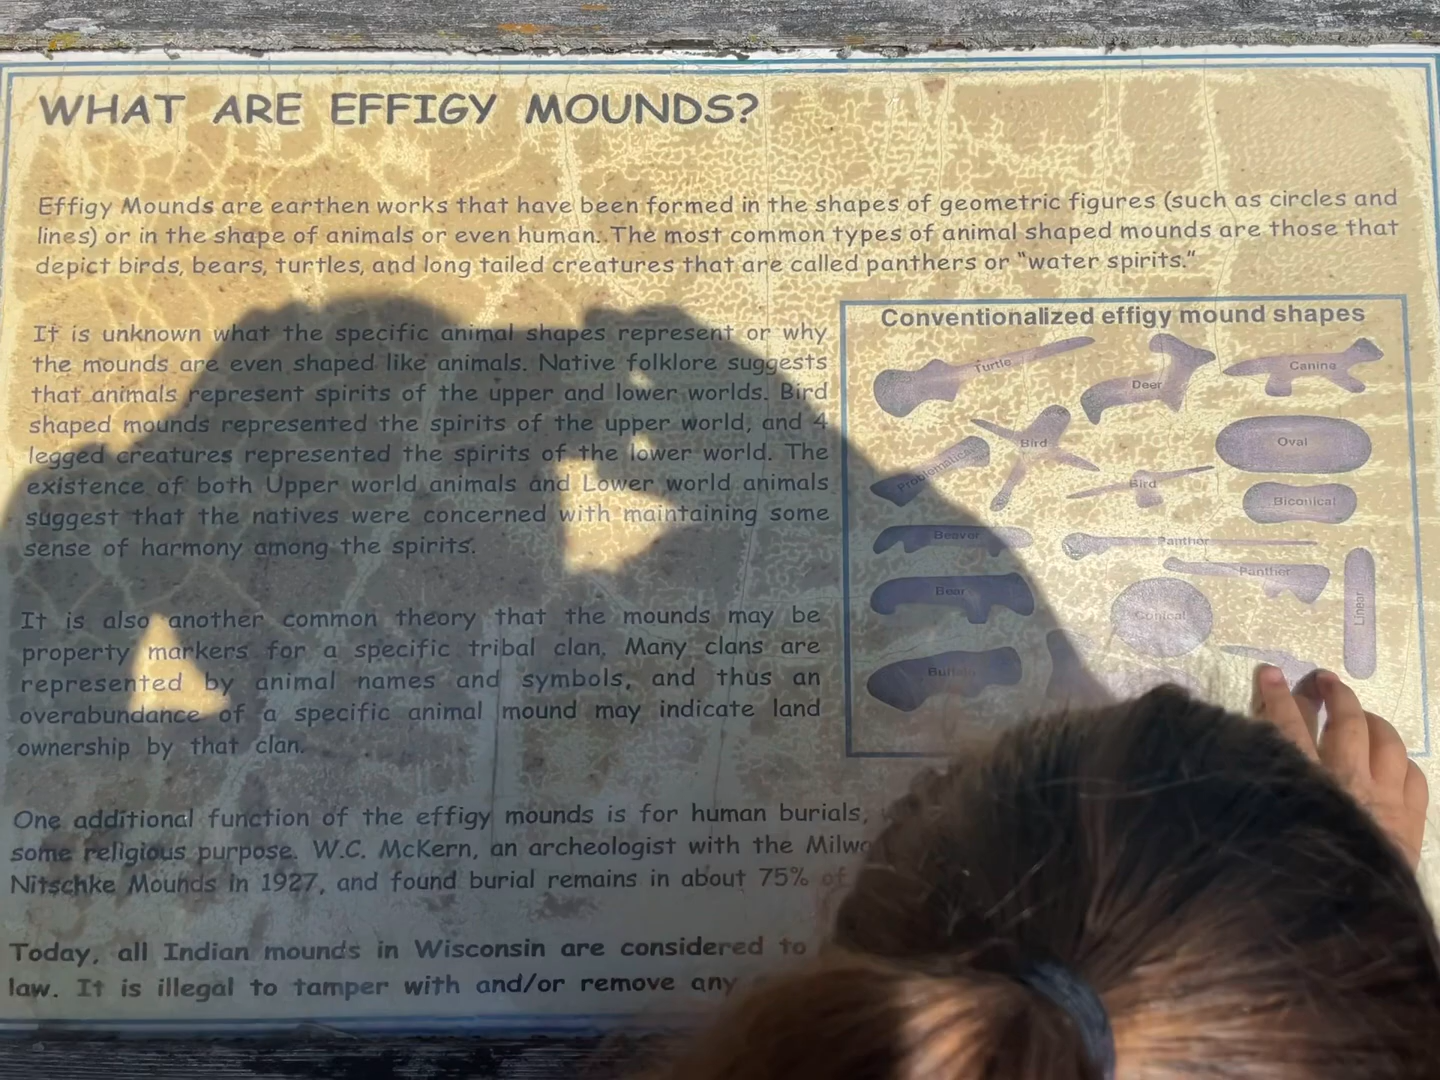 WHAT ARE EFFIGY MOUNDS?
Effigy Mounds are earthen works that have been formed in the shapes of geometric figures (such as circles and
lines) or in the shape of animals or even human. The most common types of animal shaped mounds are those that
depict birds, bears, turtles, and long tailed creatures that are called panthers or "water spirits."
It is unknown what the specific animal shapes represent or why
the mounds are even shaped like animals. Native folklore suggests
that animals represent spirits of the upper and lower worlds. Bird
shaped mounds represented the spirits of the upper world, and 4
legged creatures represented the spirits of the lower world. The
existence of both Upper world animals and Lower world animals
suggest that the natives were concerned with maintaining some
sense of harmony among the spirits.
It is also another common theory that the mounds may be
property markers for a specific tribal clan. Many clans are
represented by animal names and symbols, and thus an
overabundance of a specific animal mound may indicate land
ownership by that clan.
Conventionalized effigy mound shapes
Turtle
Deer
Canine
Bird
Oval
Problematical
Bird
Biconical
Beaver
Panther
Panther
Bear
Conical
Linear
Buffalo
One additional function of the effigy mounds is for human burials,
some religious purpose. W.C. McKern, an archeologist with the
Nitschke Mounds in 1927, and found burial remains in about 75% of
Today, all Indian mounds in Wisconsin are considered to
law. It is illegal to tamper with and/or remove any